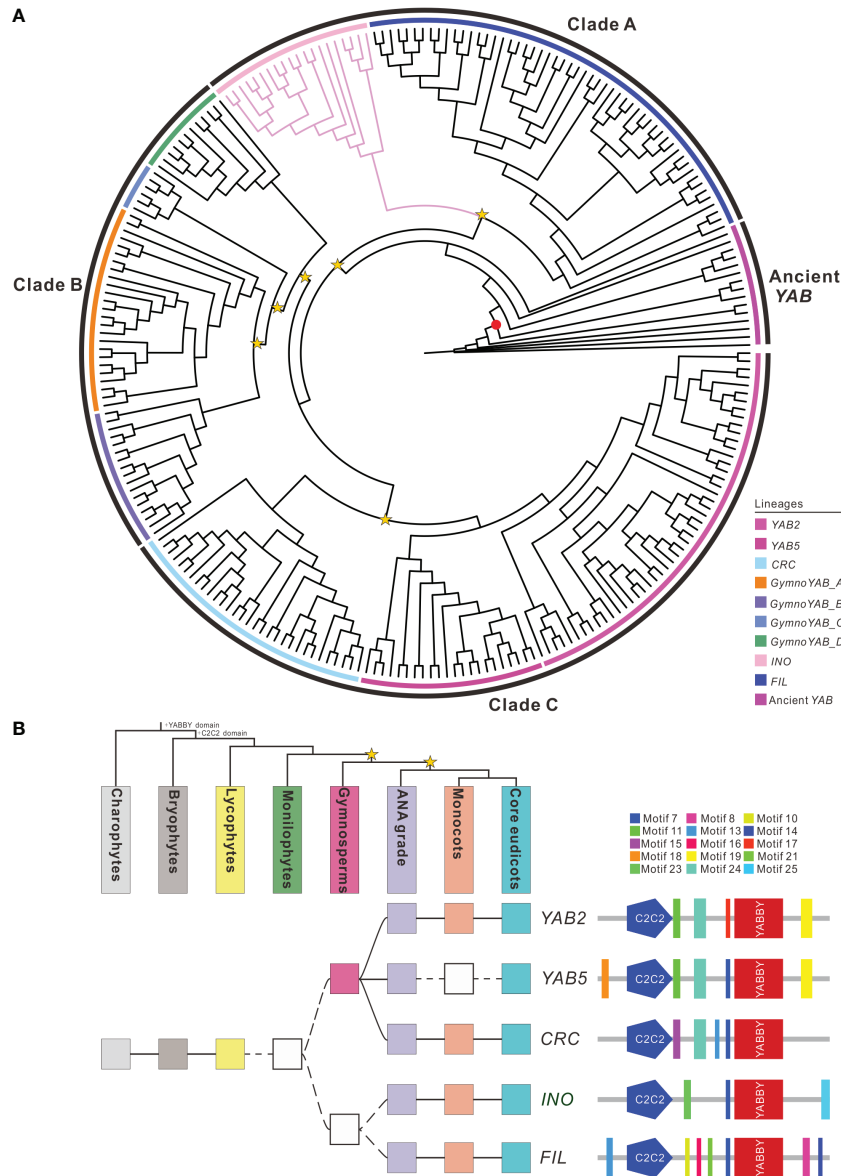 A
Clade A
Ancient
YAB
Clade B
Clade C
Lineages
YAB2
YAB5
CRC
GymnoYAB_A
GymnoYAB_B
GymnoYAB_C
GymnoYAB_D
INO
FIL
Ancient YAB
B
+YABBY domain
+C2C2 domain
Charophytes
Bryophytes
Lycophytes
Monilophytes
Gymnosperms
ANA grade
Monocots
Core eudicots
Motif 7 Motif 8 Motif 10
Motif 11 Motif 13 Motif 14
Motif 15 Motif 16 Motif 17
Motif 18 Motif 19 Motif 21
Motif 23 Motif 24 Motif 25
YAB2 C2C2 YABBY
YAB5 C2C2 YABBY
CRC C2C2 YABBY
INO C2C2 YABBY
FIL C2C2 YABBY